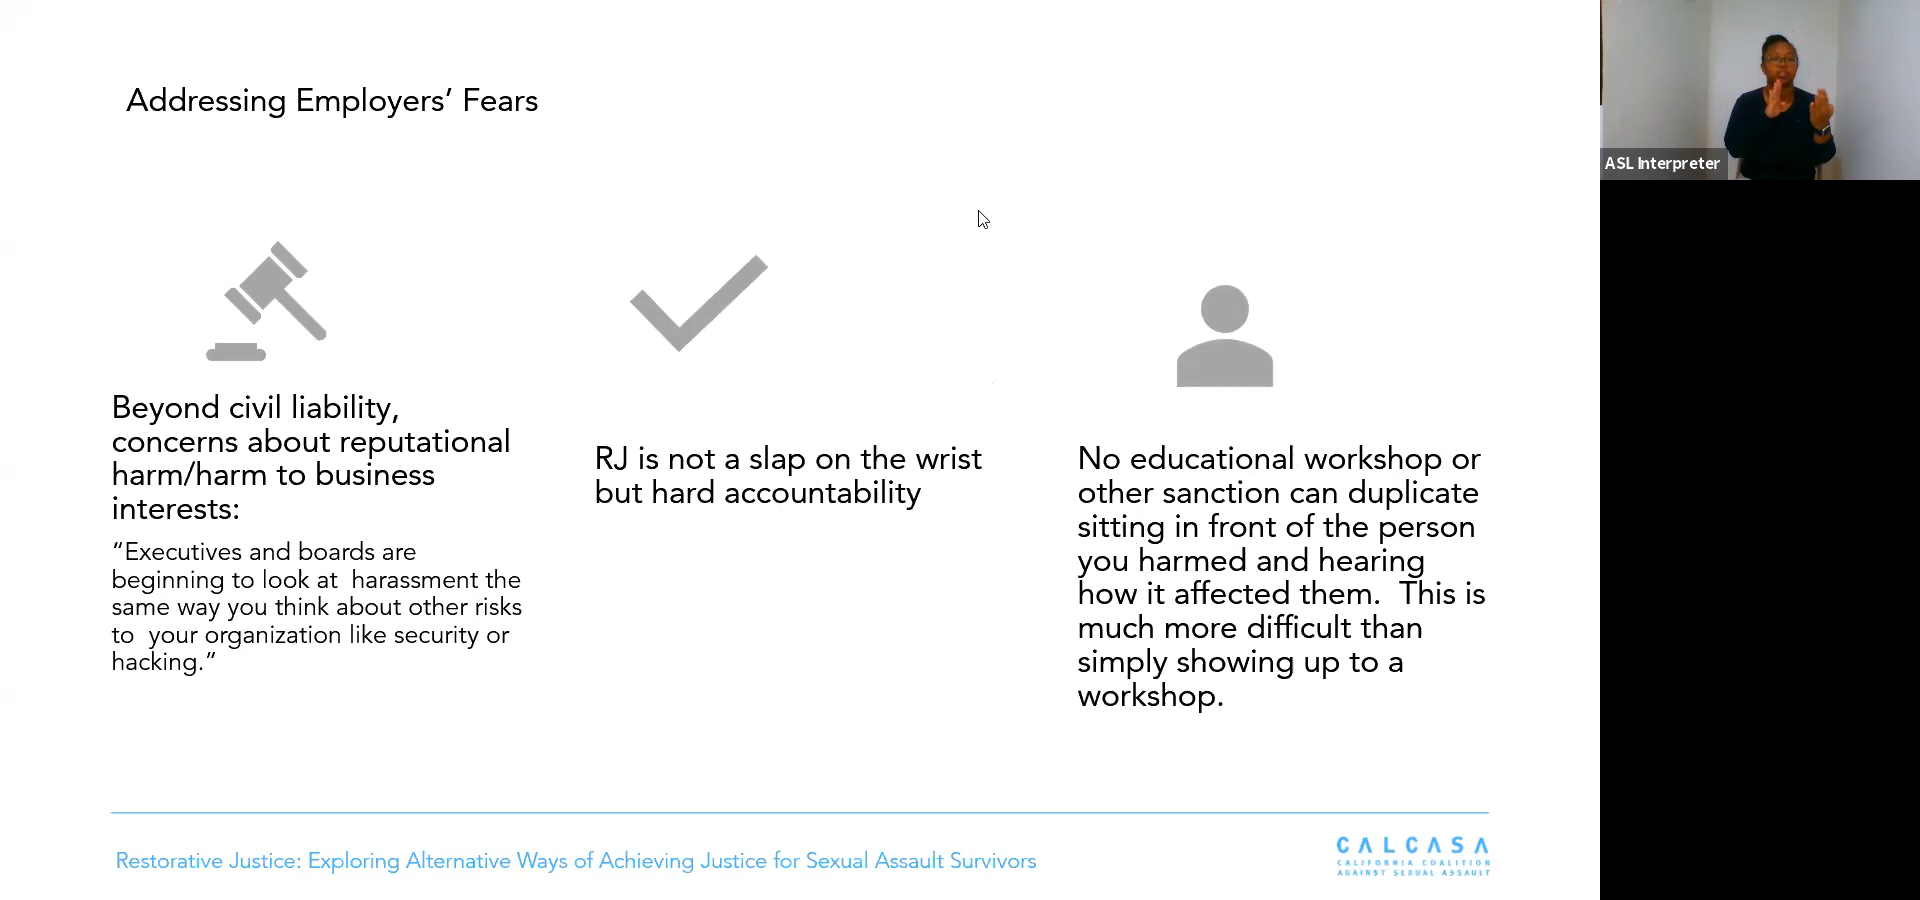 Addressing Employers’ Fears
ASL Interpreter
Beyond civil liability,
concerns about reputational
harm/harm to business
interests:
“Executives and boards are
beginning to look at  harassment the
same way you think about other risks
to  your organization like security or
hacking.”
RJ is not a slap on the wrist
but hard accountability
No educational workshop or
other sanction can duplicate
sitting in front of the person
you harmed and hearing
how it affected them.  This is
much more difficult than
simply showing up to a
workshop.
Restorative Justice: Exploring Alternative Ways of Achieving Justice for Sexual Assault Survivors
CALCASA
CALIFORNIA COALITION
AGAINST SEXUAL ASSAULT